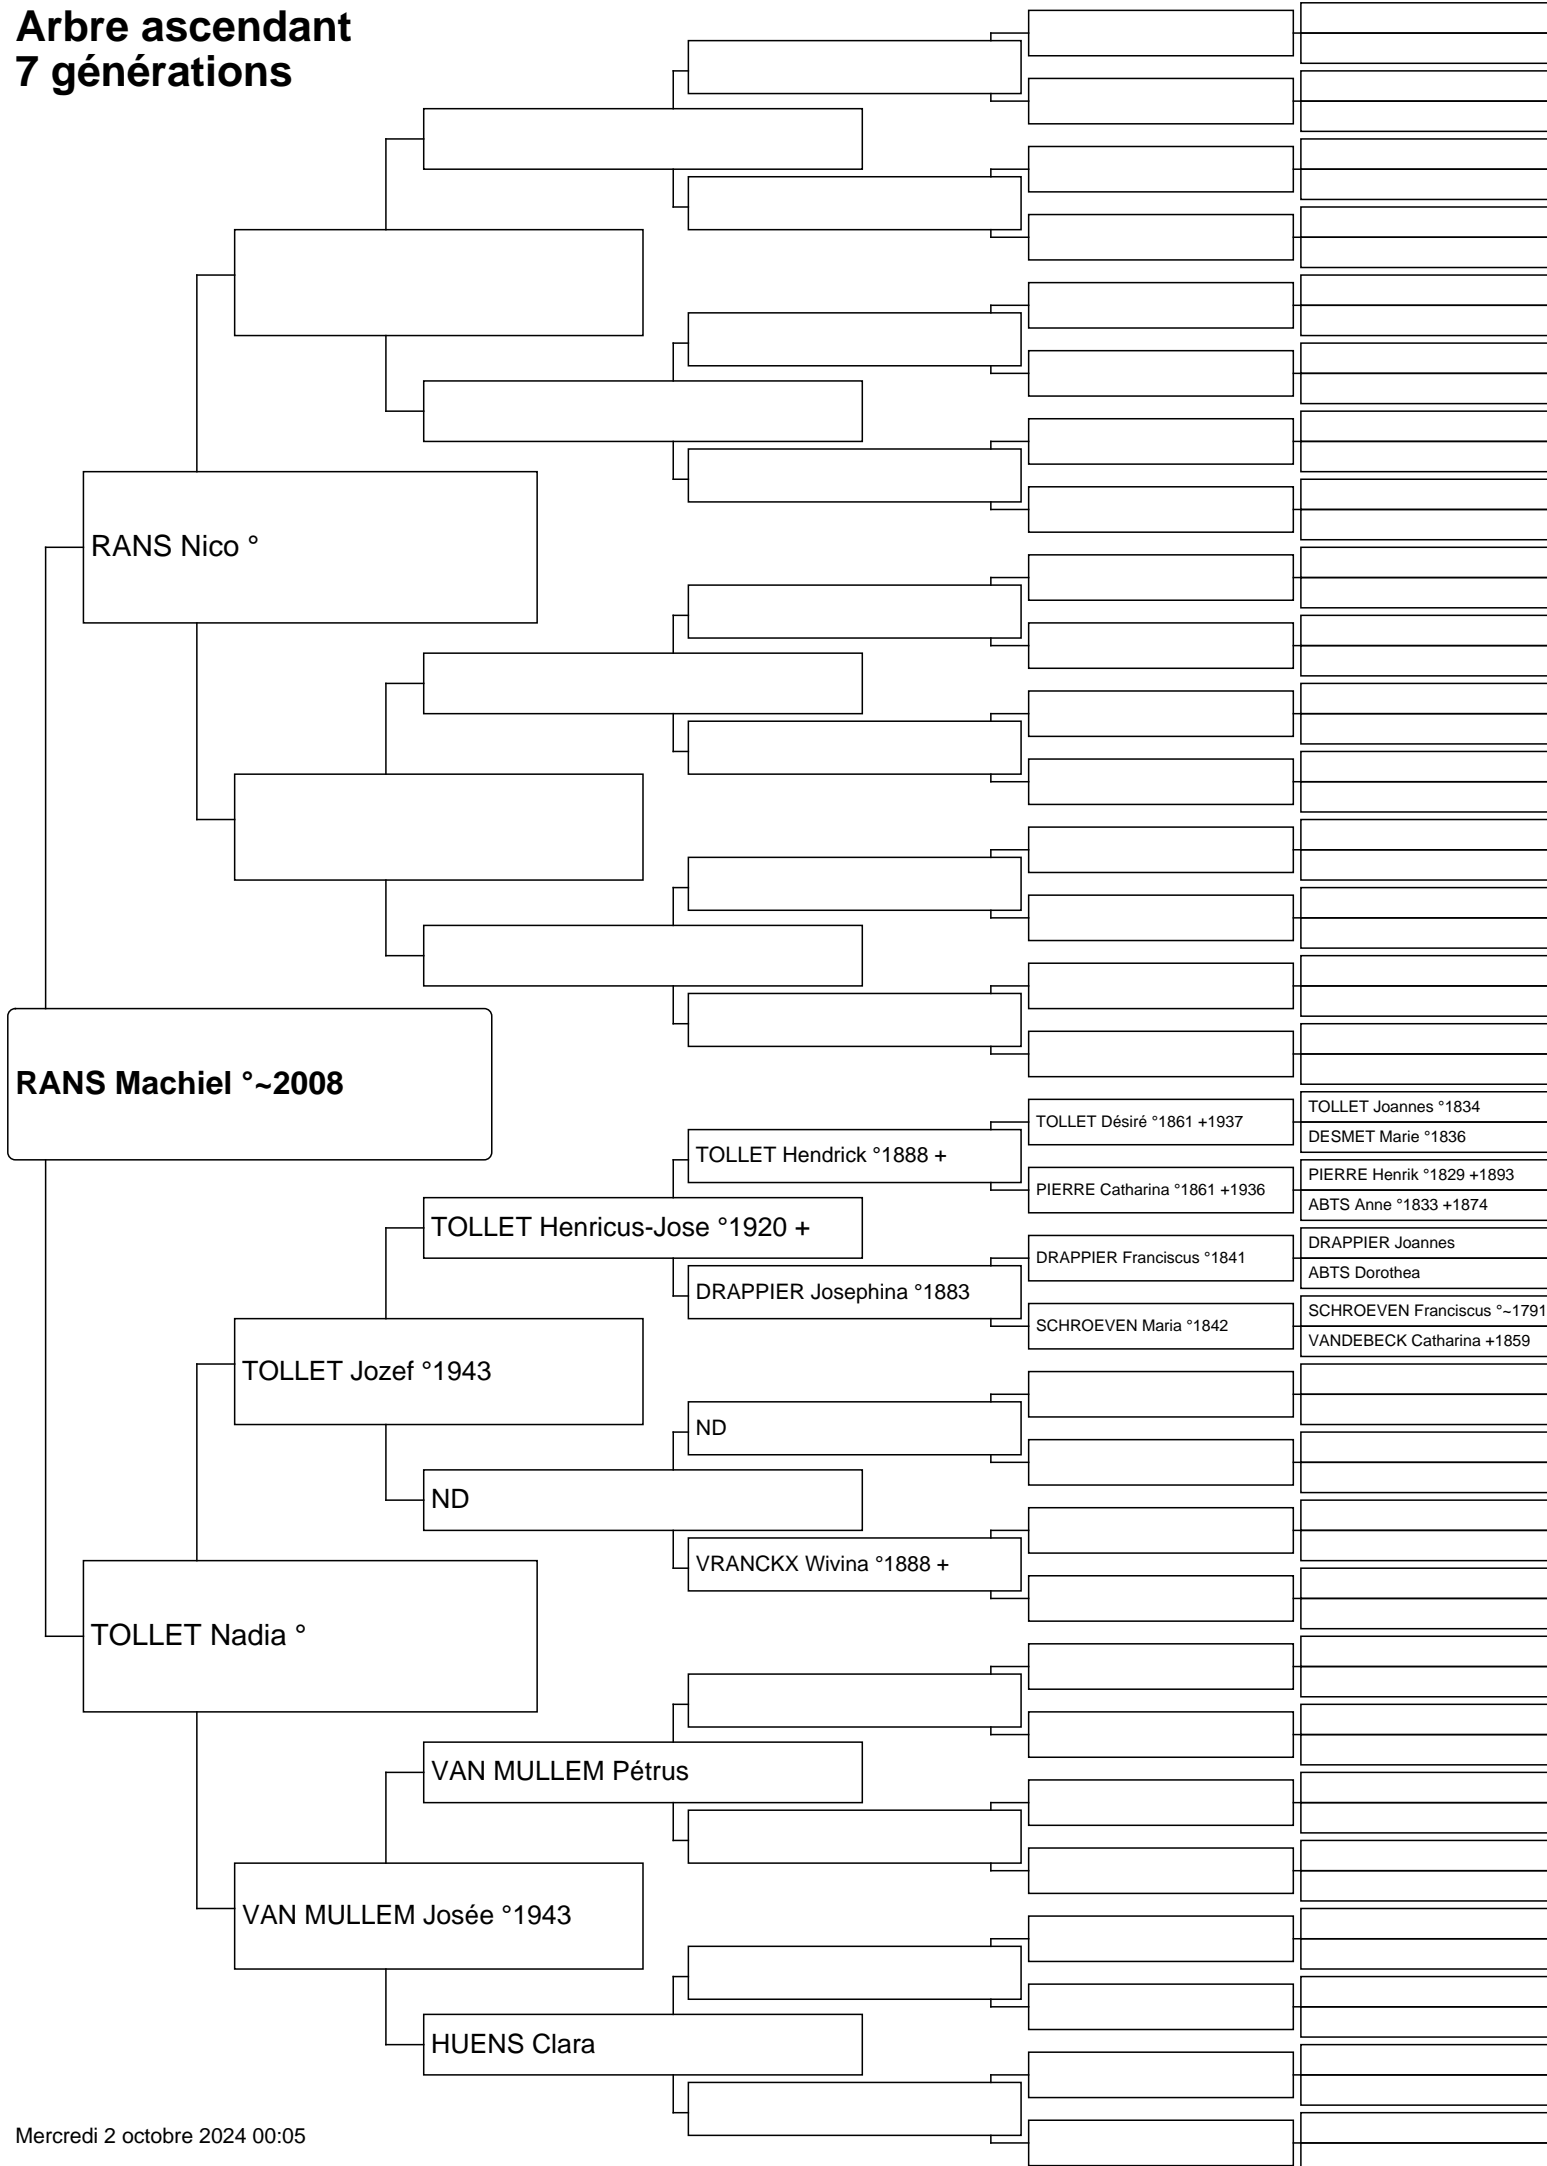 Arbre ascendant
7 générations
RANS Nico °
RANS Machiel °~2008
TOLLET Joannes °1834
TOLLET Désiré °1861 +1937
DESMET Marie °1836
TOLLET Hendrick °1888 +
PIERRE Henrik °1829 +1893
PIERRE Catharina °1861 +1936
ABTS Anne °1833 +1874
TOLLET Henricus-Jose °1920 +
DRAPPIER Joannes
DRAPPIER Franciscus °1841
ABTS Dorothea
DRAPPIER Josephina °1883
SCHROEVEN Franciscus °~1791
SCHROEVEN Maria °1842
VANDEBECK Catharina +1859
TOLLET Jozef °1943
ND
ND
VRANCKX Wivina °1888 +
TOLLET Nadia °
VAN MULLEM Pétrus
VAN MULLEM Josée °1943
HUENS Clara
Mercredi 2 octobre 2024 00:05